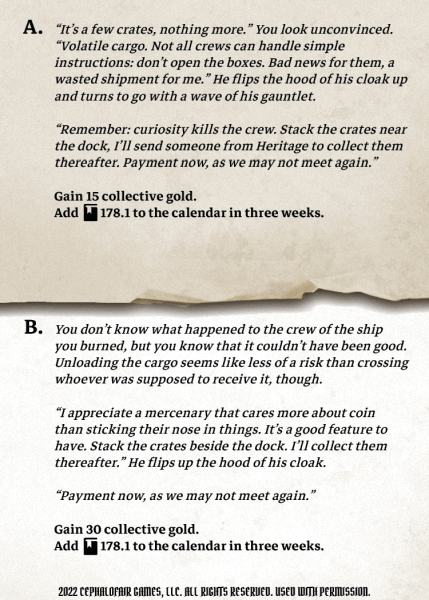 A. “It’s a few crates, nothing more.” You look unconvinced.
“Volatile cargo. Not all crews can handle simple
instructions: don’t open the boxes. Bad news for them, a
wasted shipment for me.” He flips the hood of his cloak up
and turns to go with a wave of his gauntlet.
“Remember: curiosity kills the crew. Stack the crates near
the dock, I’ll send someone from Heritage to collect them
thereafter. Payment now, as we may not meet again.”
Gain 15 collective gold.
Add 178.1 to the calendar in three weeks.
B. You don’t know what happened to the crew of the ship
you burned, but you know that it couldn’t have been good.
Unloading the cargo seems like less of a risk than crossing
whoever was supposed to receive it, though.
“I appreciate a mercenary that cares more about coin
than sticking their nose in things. It’s a good feature to
have. Stack the crates beside the dock. I’ll collect them
thereafter.” He flips up the hood of his cloak.
“Payment now, as we may not meet again.”
Gain 30 collective gold.
Add 178.1 to the calendar in three weeks.
2022 CEPHALOFAIR GAMES, LLC. ALL RIGHTS RESERVED. USED WITH PERMISSION.